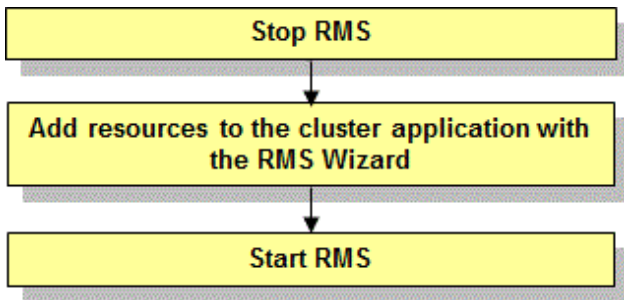 Stop RMS
Add resources to the cluster application with
the RMS Wizard
Start RMS